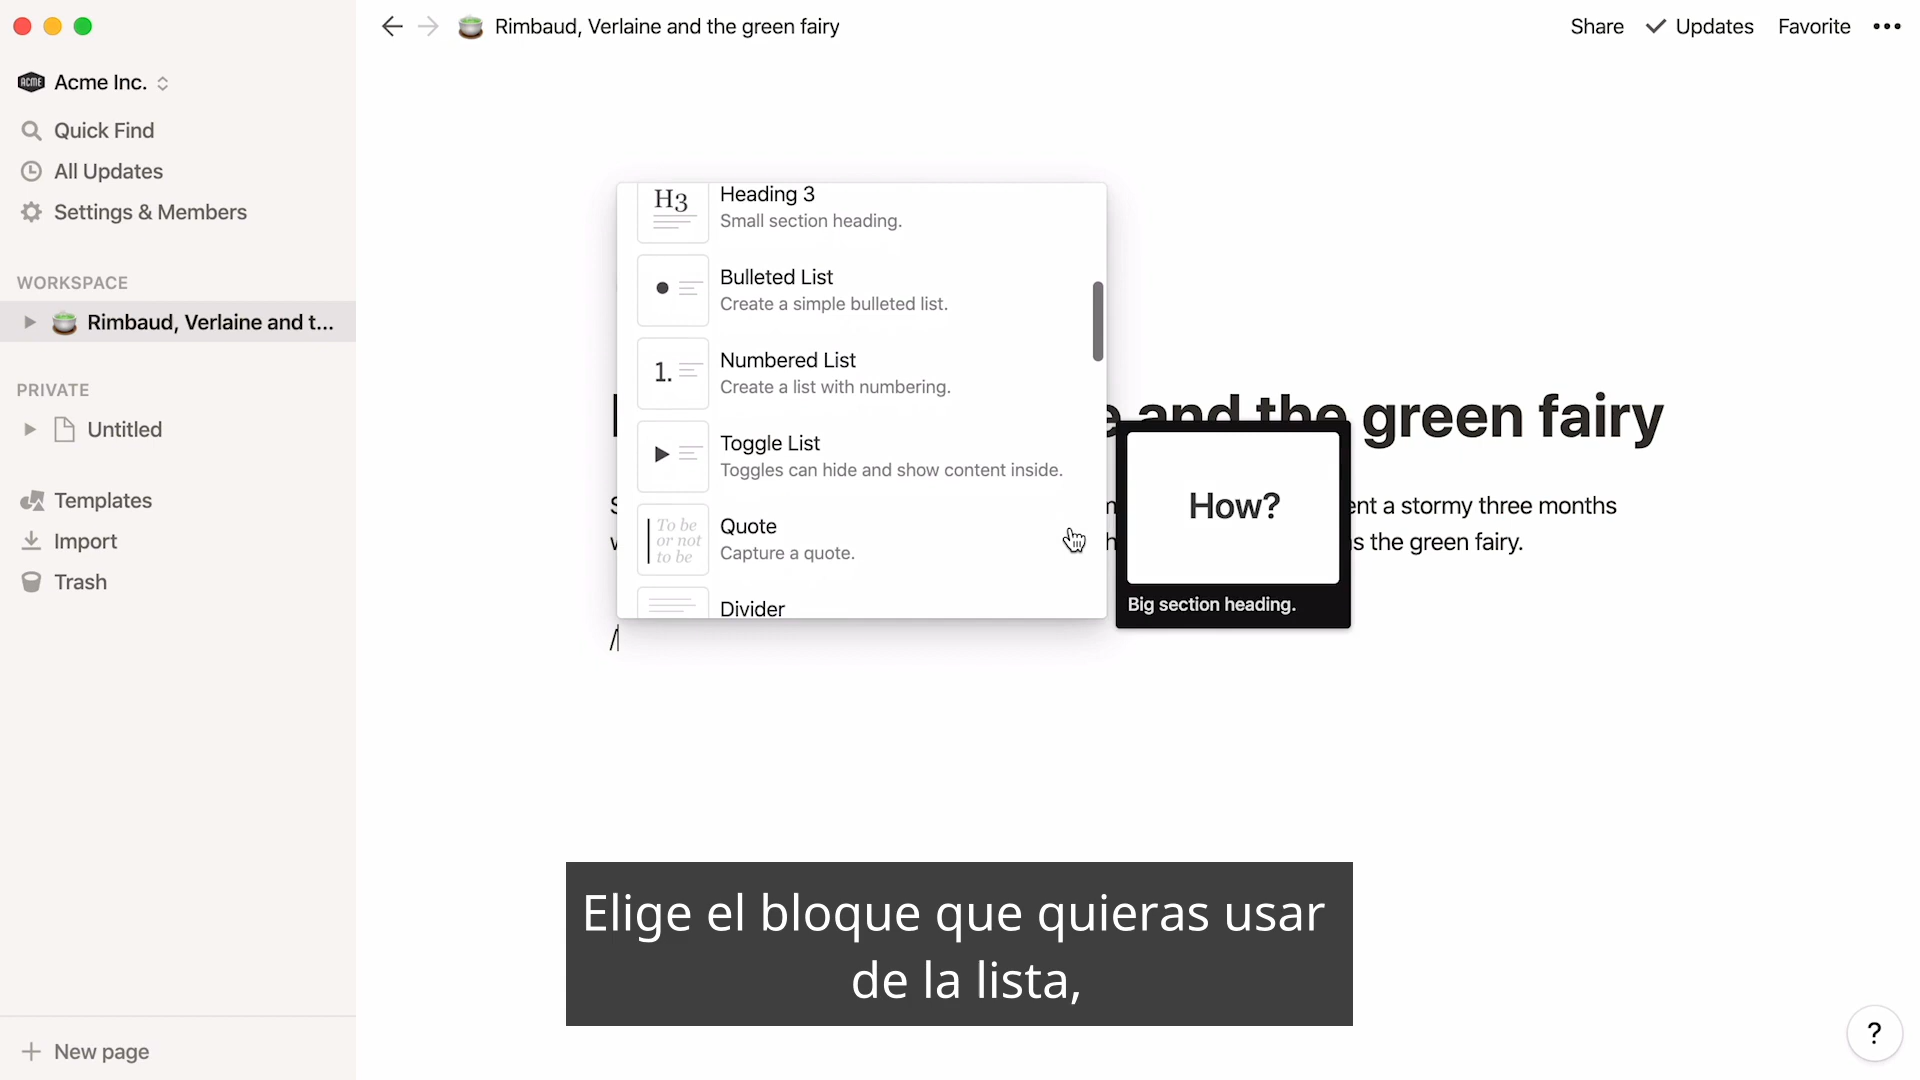 Rimbaud, Verlaine and the green fairy
Share
Updates
Favorite
ACME
Acme Inc.
Quick Find
All Updates
Settings & Members
WORKSPACE
Rimbaud, Verlaine and t...
PRIVATE
Untitled
Templates
Import
Trash
New page
H3
Heading 3
Small section heading.
Bulleted List
Create a simple bulleted list.
1.
Numbered List
Create a list with numbering.
Toggle List
Toggles can hide and show content inside.
To be
or not
to be
Quote
Capture a quote.
Divider
and the green fairy
ent a stormy three months
s the green fairy.
How?
Big section heading.
/
Elige el bloque que quieras usar
de la lista,
?